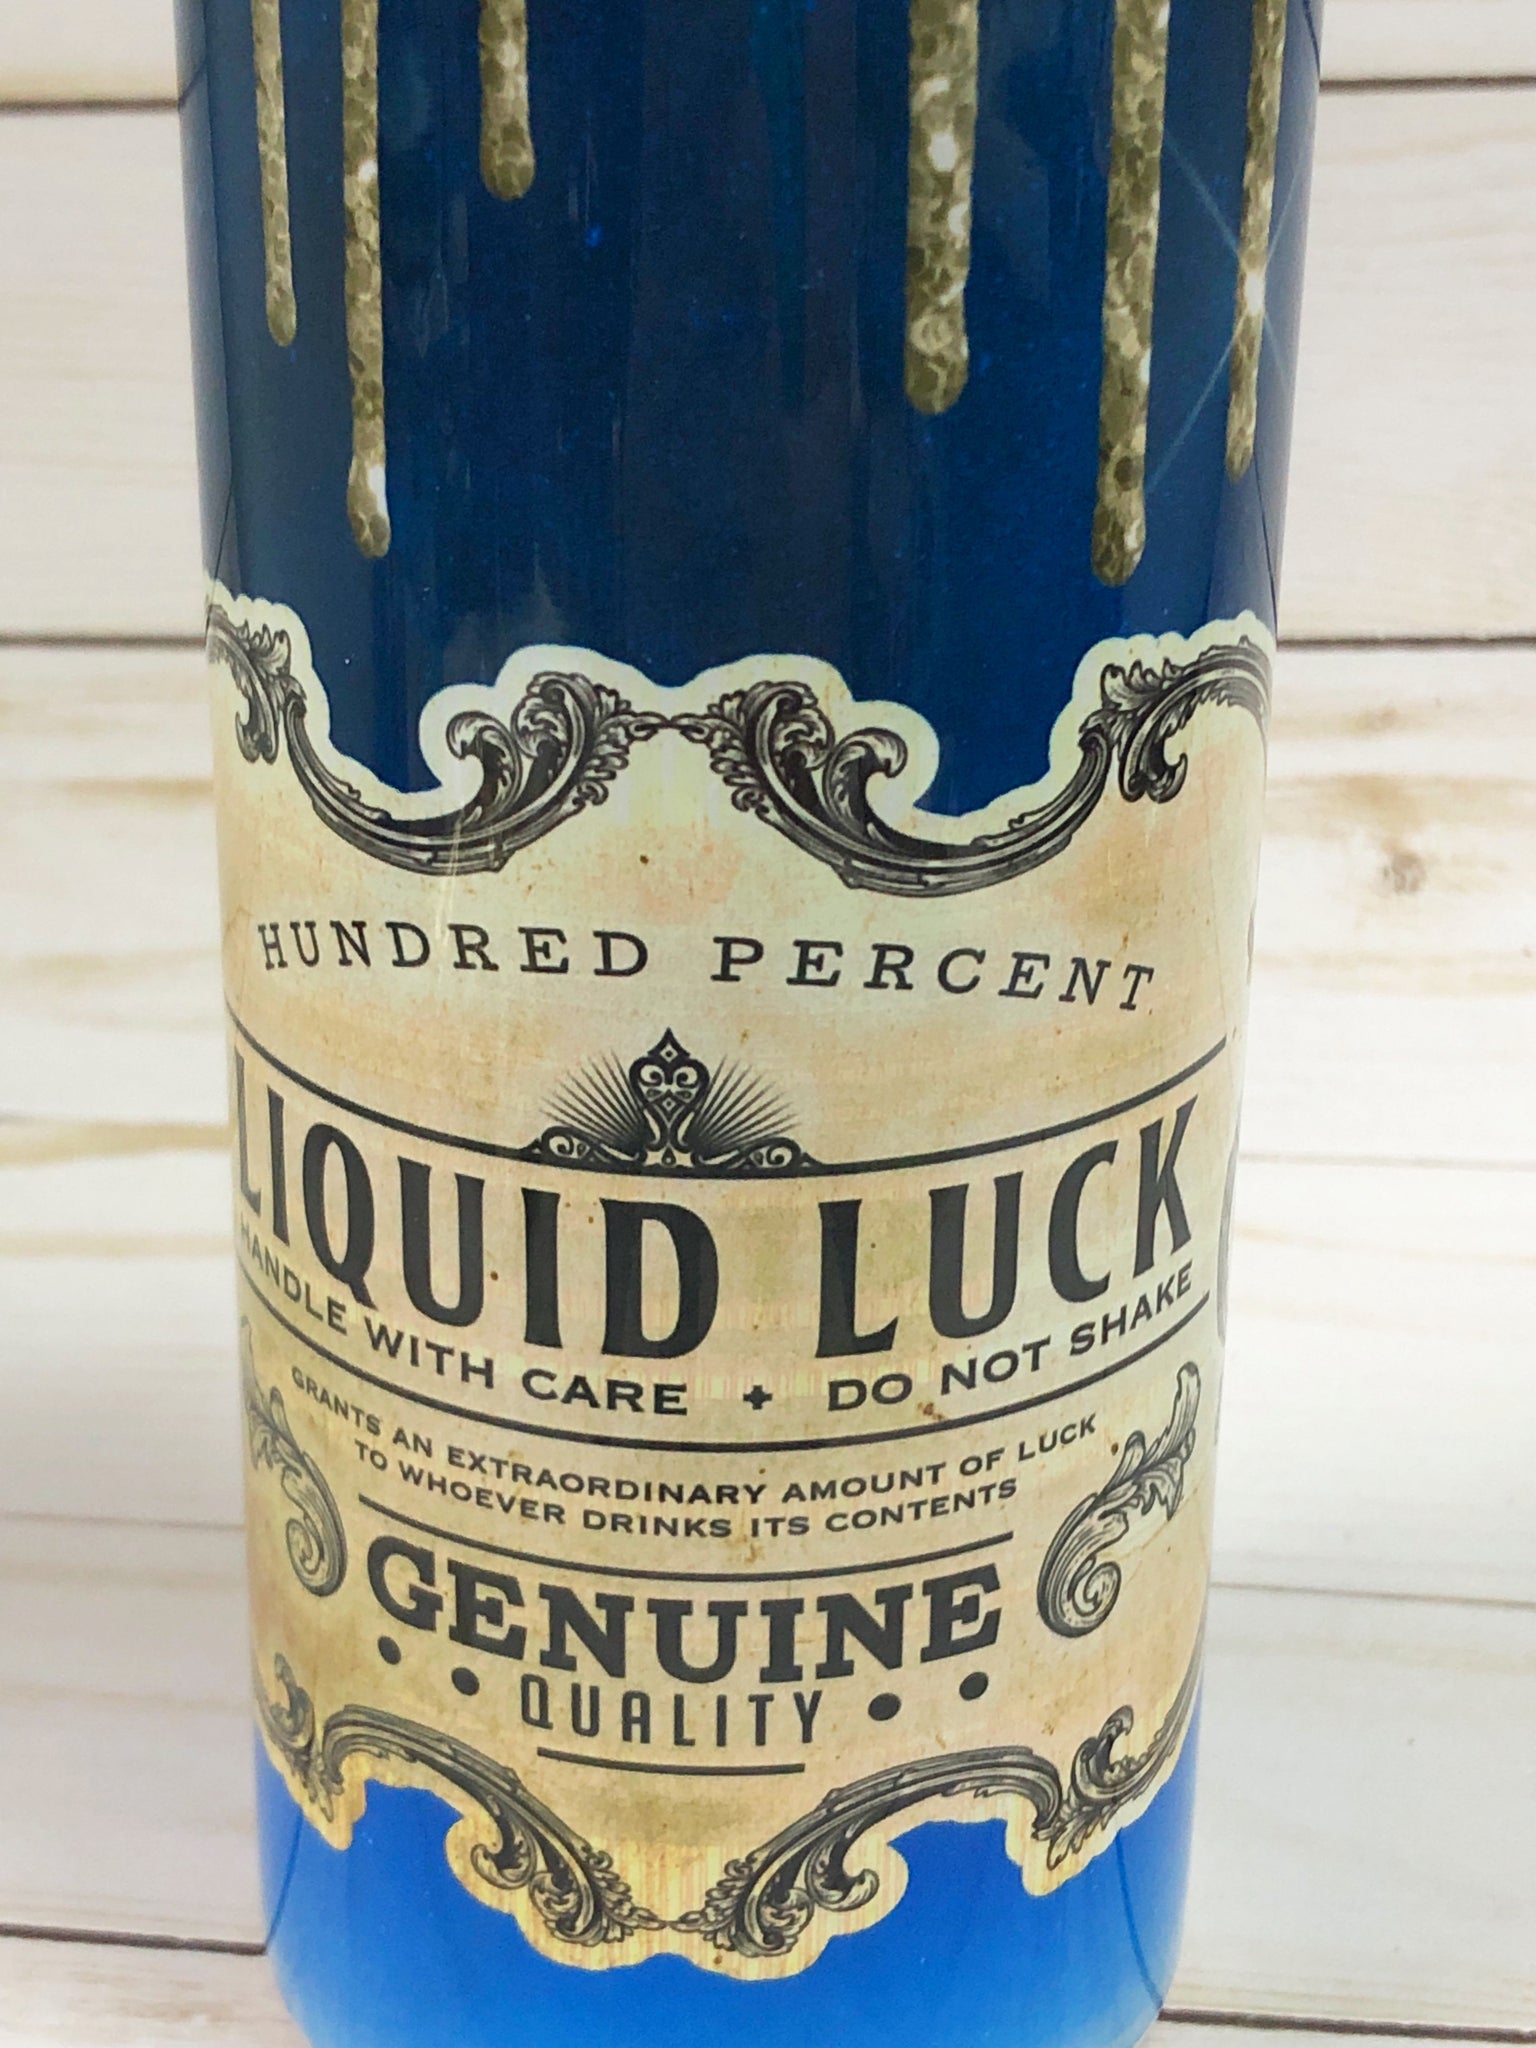 HUNDRED PERCENT
LIQUID LUCK
HANDLE WITH CARE + DO NOT SHAKE
GRANTS AN EXTRAORDINARY AMOUNT OF LUCK
TO WHOEVER DRINKS ITS CONTENTS
GENUINE
QUALITY